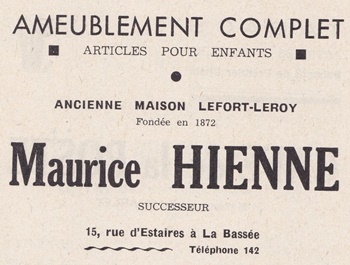 AMEUBLEMENT COMPLET
ARTICLES POUR ENFANTS
ANCIENNE MAISON LEFORT-LEROY
Fondée en 1872
Maurice HIENNE
SUCCESSEUR
15, rue d'Estaires à La Bassée
Téléphone 142